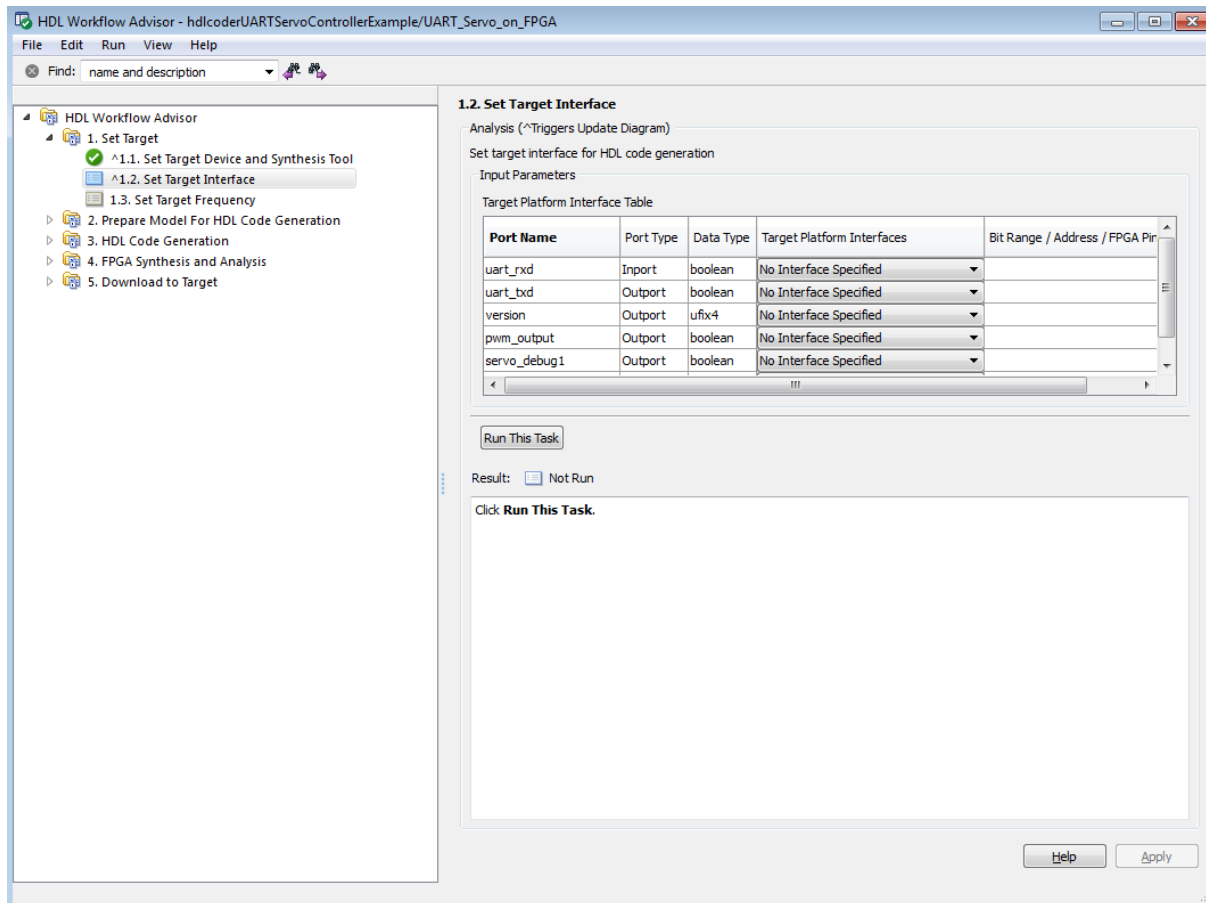 HDL Workflow Advisor - hdlcoderUARTServoControllerExample/UART_Servo_on_FPGA
File Edit Run View Help
Find: name and description
HDL Workflow Advisor
1. Set Target
^1.1. Set Target Device and Synthesis Tool
^1.2. Set Target Interface
1.3. Set Target Frequency
2. Prepare Model For HDL Code Generation
3. HDL Code Generation
4. FPGA Synthesis and Analysis
5. Download to Target
1.2. Set Target Interface
Analysis (^Triggers Update Diagram)
Set target interface for HDL code generation
Input Parameters
Target Platform Interface Table
Port Name Port Type Data Type Target Platform Interfaces Bit Range / Address / FPGA Pin
uart_rxd Inport boolean No Interface Specified
uart_txd Outport boolean No Interface Specified
version Outport ufix4 No Interface Specified
pwm_output Outport boolean No Interface Specified
servo_debug1 Outport boolean No Interface Specified
Run This Task
Result: Not Run
Click Run This Task.
Help Apply